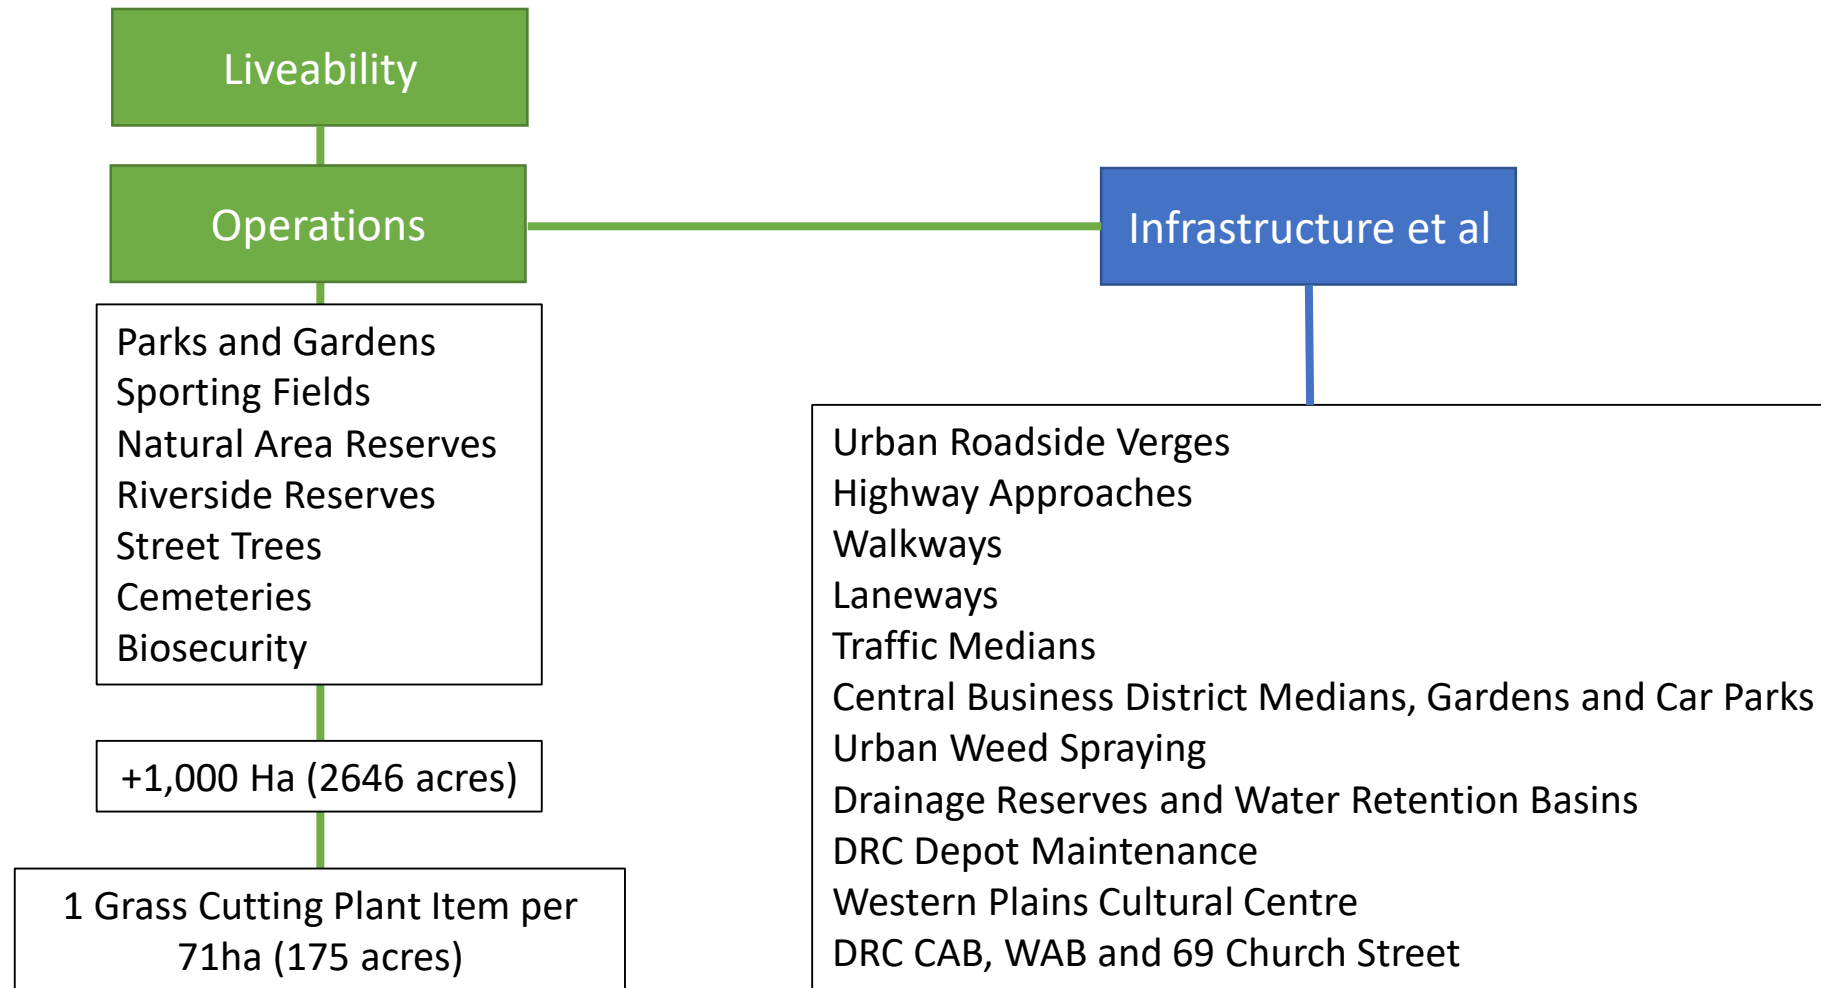 Liveability
Operations
Infrastructure et al
Parks and Gardens
Sporting Fields
Natural Area Reserves
Riverside Reserves
Street Trees
Cemeteries
Biosecurity
+1,000 Ha (2646 acres)
1 Grass Cutting Plant Item per
71ha (175 acres)
Urban Roadside Verges
Highway Approaches
Walkways
Laneways
Traffic Medians
Central Business District Medians, Gardens and Car Parks
Urban Weed Spraying
Drainage Reserves and Water Retention Basins
DRC Depot Maintenance
Western Plains Cultural Centre
DRC CAB, WAB and 69 Church Street